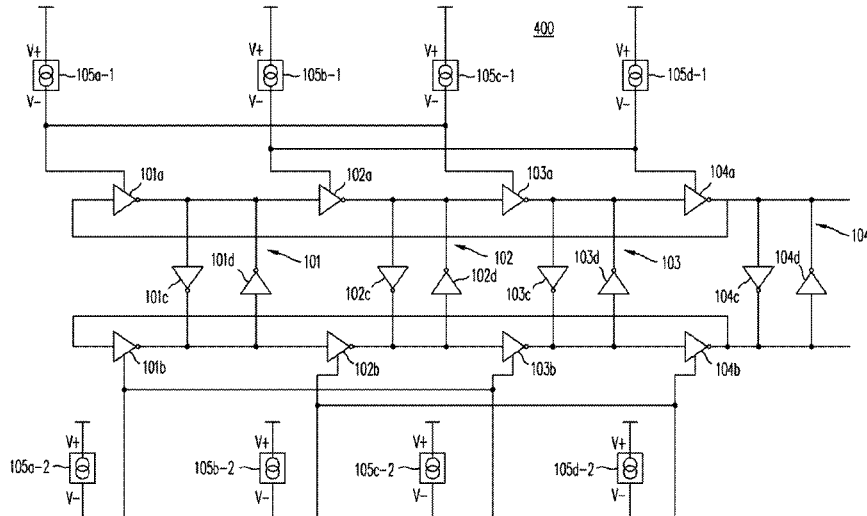 400
V+ V+ V+ V+
105a-1 105b-1 105c-1 105d-1
V- V- V- V-
101a 102a 103a 104a
101d 101 102 103d 103 104d 104
101c 102c 102d 103c 104c
101b 102b 103b 104b
V+ V+ V+ V+
105a-2 105b-2 105c-2 105d-2
V- V- V- V-